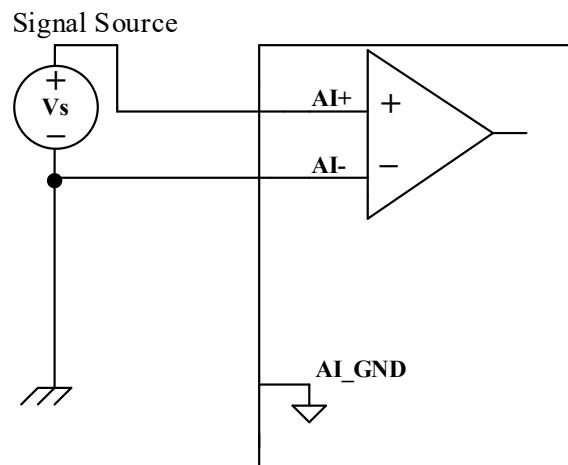 Signal Source
+
Vs
−
AI+
+
AI-
−
AI_GND